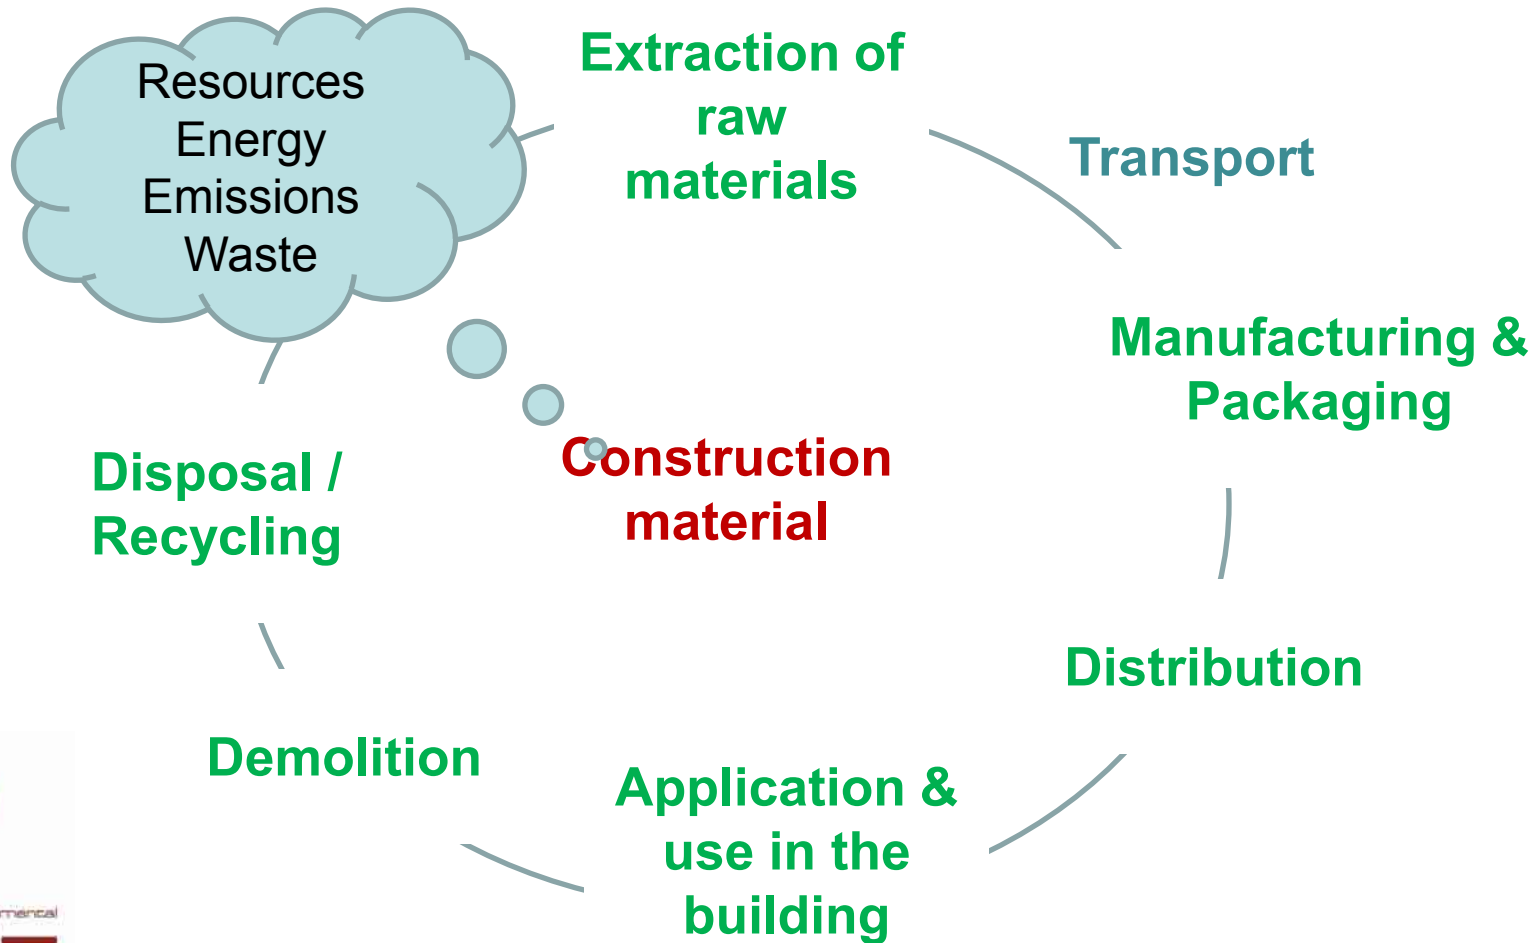 Resources
Energy
Emissions
Waste
Extraction of
raw
materials
Transport
Manufacturing &
Packaging
Construction
material
Disposal /
Recycling
Distribution
Demolition
Application &
use in the
building